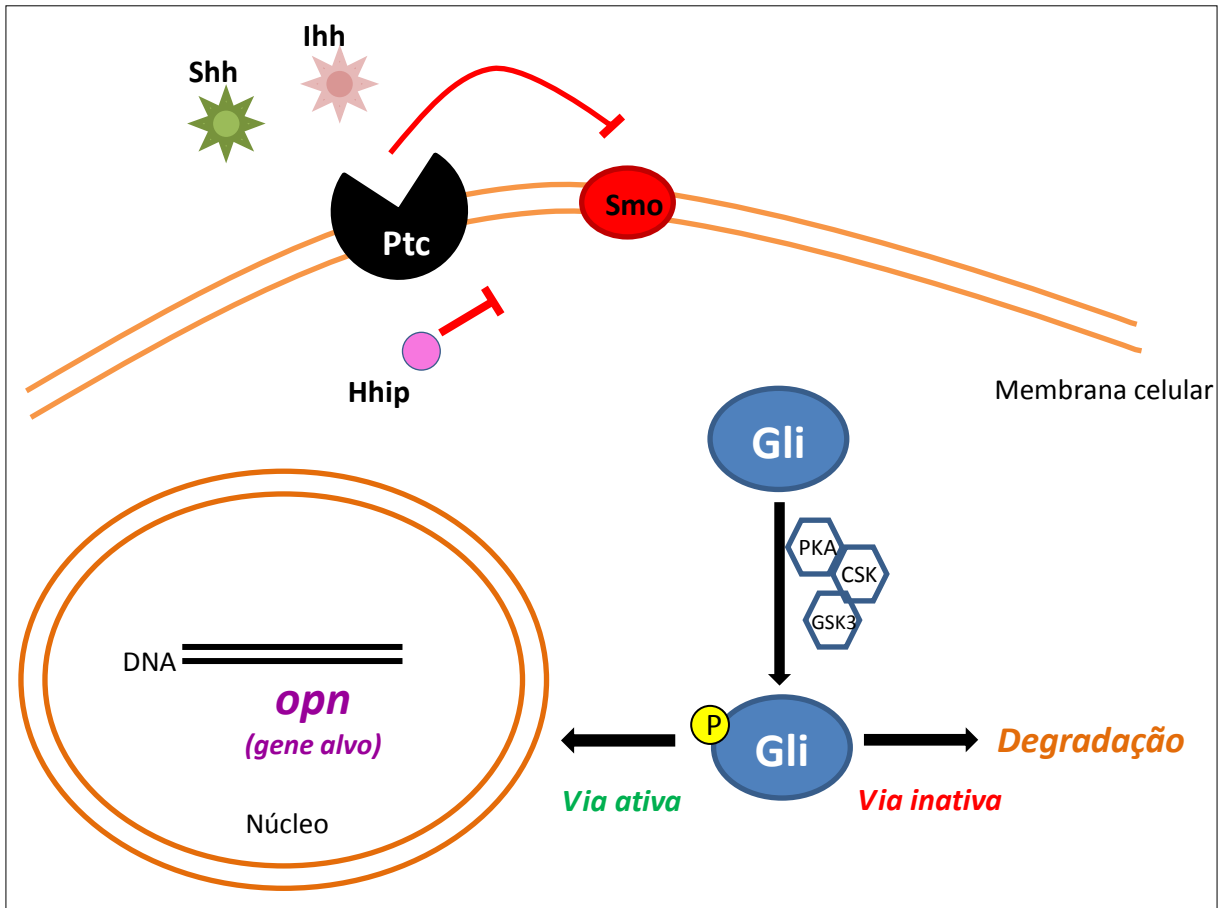 Ihh
Shh
Smo
Ptc
Hhip
Membrana celular
Gli
PKA
CSK
GSK3
DNA
opn
(gene alvo)
P
Gli
Degradação
Via ativa
Via inativa
Núcleo